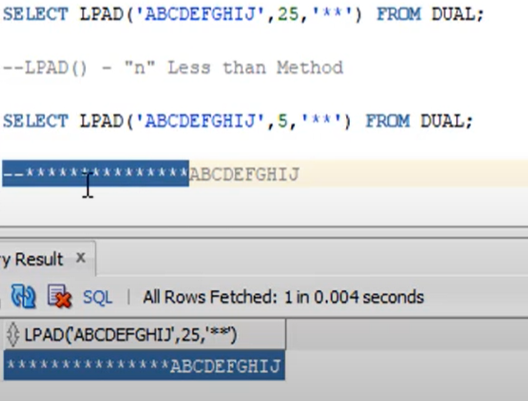 SELECT LPAD('ABCDEFGHIJ',25,'**') FROM DUAL;
--LPAD() - "n" Less than Method
SELECT LPAD('ABCDEFGHIJ',5,'**') FROM DUAL;
--***************ABCDEFGHIJ
y Result x
SQL | All Rows Fetched: 1 in 0.004 seconds
LPAD('ABCDEFGHIJ',25,'**')
***************ABCDEFGHIJ